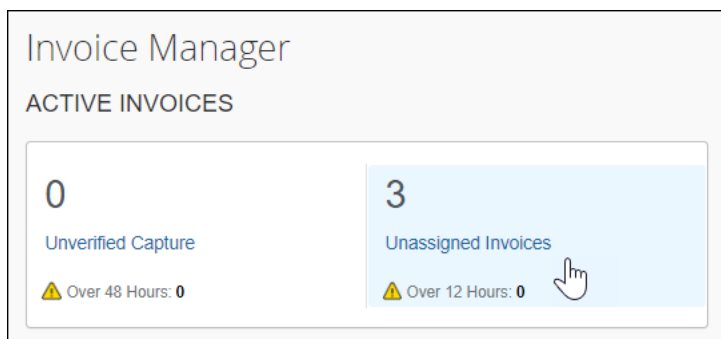 Invoice Manager
ACTIVE INVOICES
0
Unverified Capture
Over 48 Hours: 0
3
Unassigned Invoices
Over 12 Hours: 0